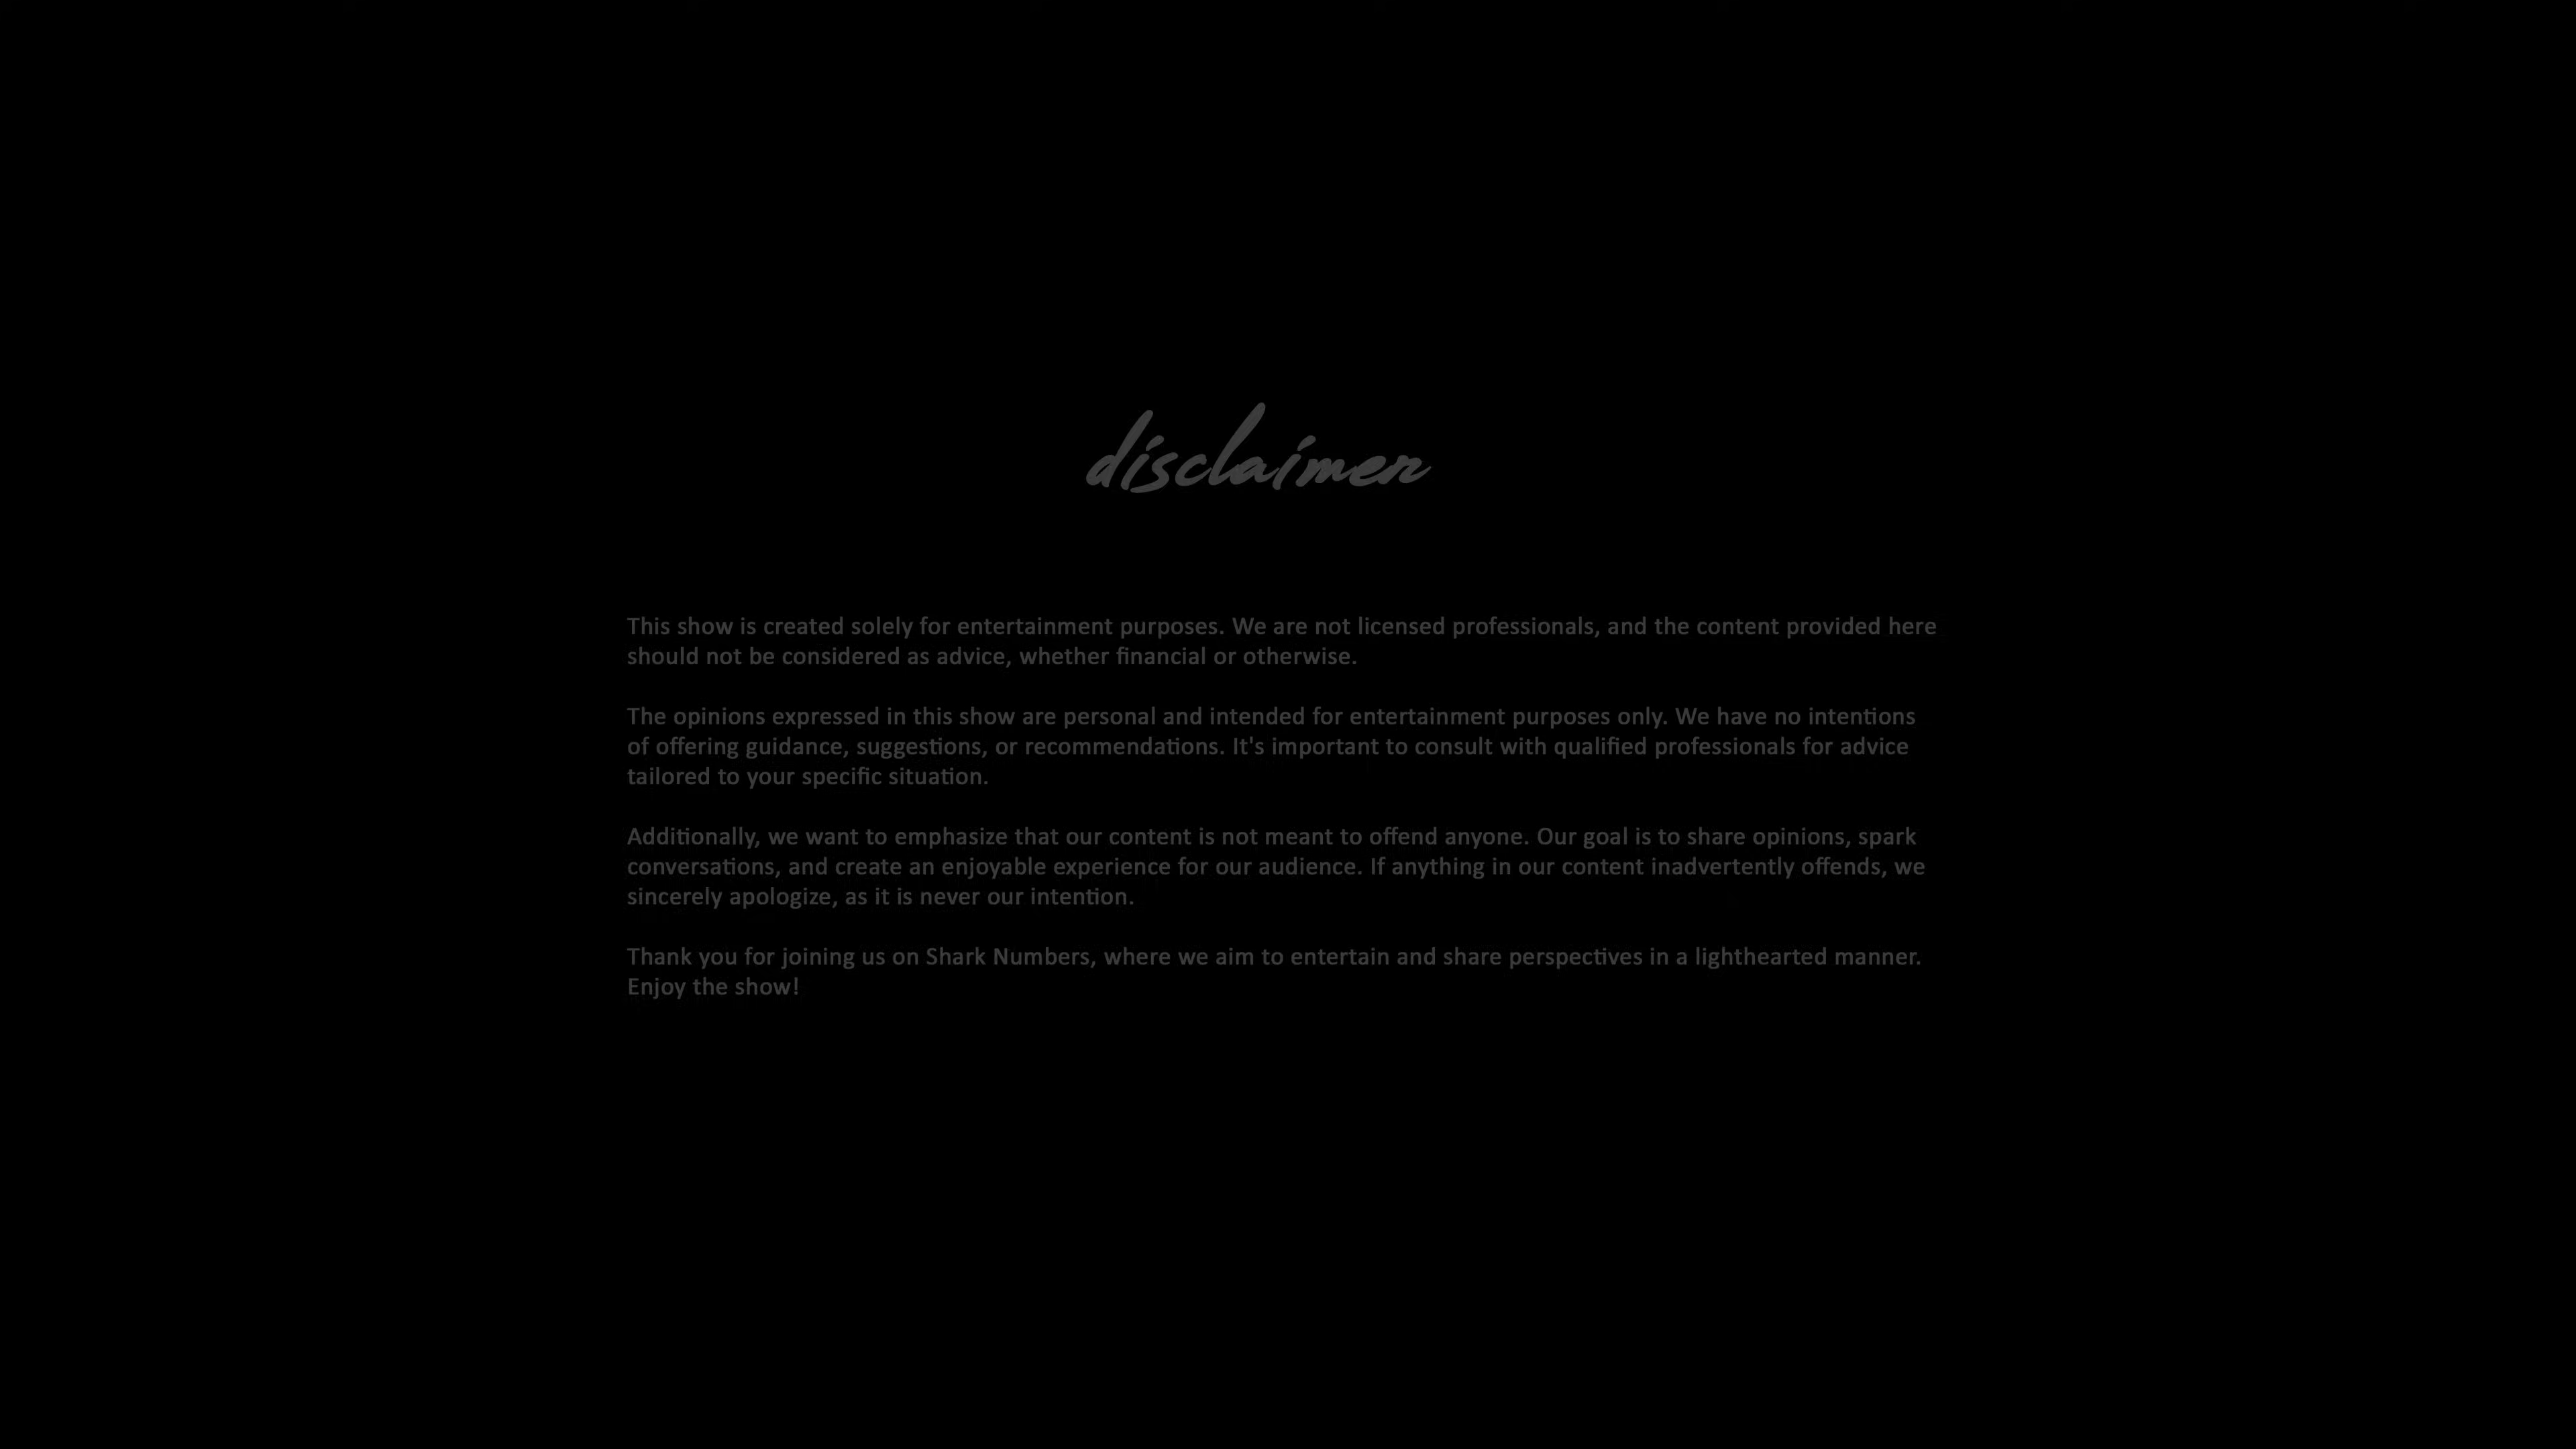 disclaimer
This show is created solely for entertainment purposes. We are not licensed professionals, and the content provided here
should not be considered as advice, whether financial or otherwise.
The opinions expressed in this show are personal and intended for entertainment purposes only. We have no intentions
of offering guidance, suggestions, or recommendations. It's important to consult with qualified professionals for advice
tailored to your specific situation.
Additionally, we want to emphasize that our content is not meant to offend anyone. Our goal is to share opinions, spark
conversations, and create an enjoyable experience for our audience. If anything in our content inadvertently offends, we
sincerely apologize, as it is never our intention.
Thank you for joining us on Shark Numbers, where we aim to entertain and share perspectives in a lighthearted manner.
Enjoy the show!